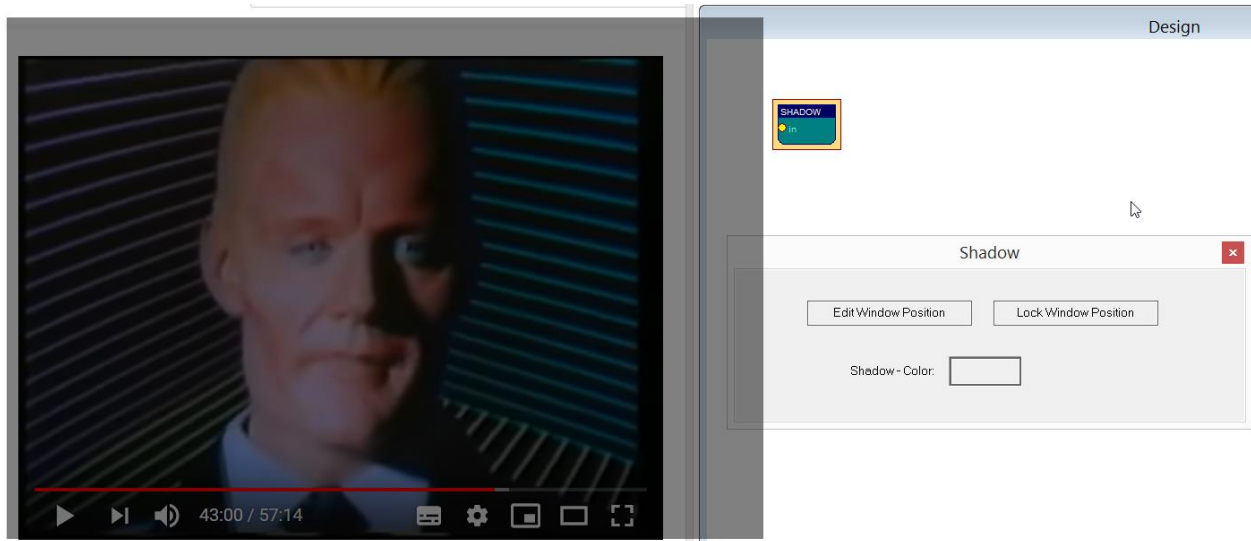 Design
SHADOW
in
Shadow
Edit Window Position
Lock Window Position
Shadow - Color:
43:00 / 57:14